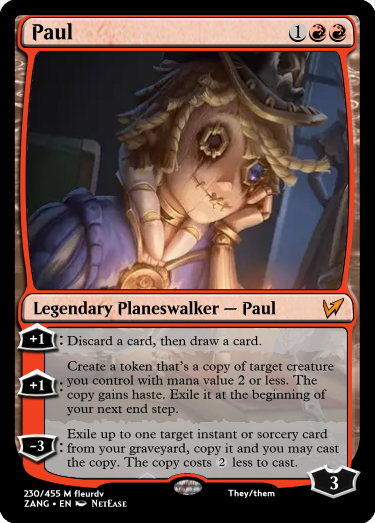 Paul 1
Legendary Planeswalker — Paul
+1: Discard a card, then draw a card.
Create a token that's a copy of target creature
+1: you control with mana value 2 or less. The
copy gains haste. Exile it at the beginning of
your next end step.
Exile up to one target instant or sorcery card
-3: from your graveyard, copy it and you may cast
the copy. The copy costs 2 less to cast.
3
230/455 M fleurdv They/them
ZANG • EN NetEase